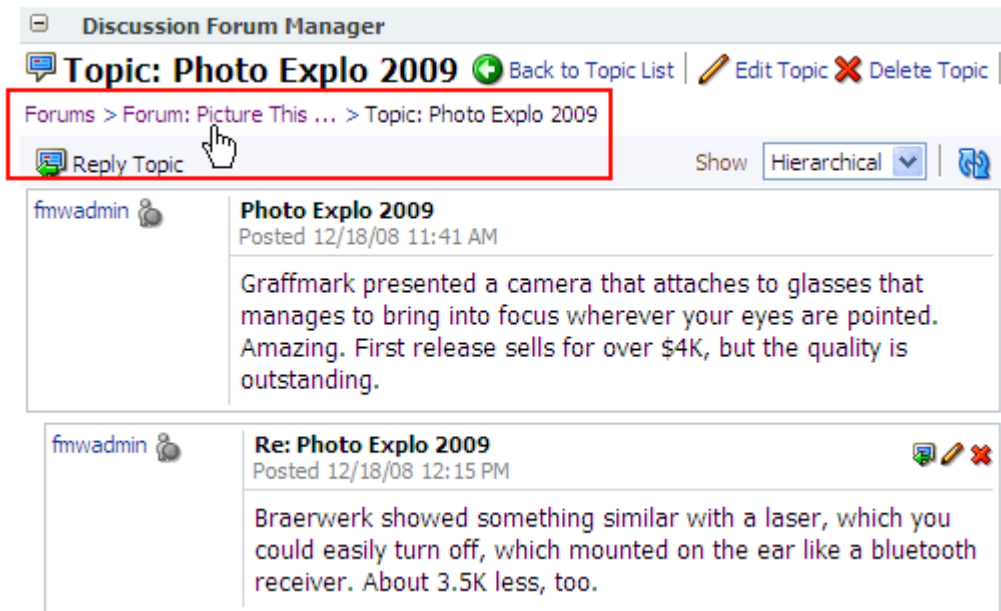 Discussion Forum Manager
Topic: Photo Explo 2009 Back to Topic List Edit Topic Delete Topic
Forums > Forum: Picture This ... > Topic: Photo Explo 2009
Reply Topic Show Hierarchical
fmwadmin Photo Explo 2009
Posted 12/18/08 11:41 AM
Graffmark presented a camera that attaches to glasses that
manages to bring into focus wherever your eyes are pointed.
Amazing. First release sells for over $4K, but the quality is
outstanding.
fmwadmin Re: Photo Explo 2009
Posted 12/18/08 12:15 PM
Braerwerk showed something similar with a laser, which you
could easily turn off, which mounted on the ear like a bluetooth
receiver. About 3.5K less, too.